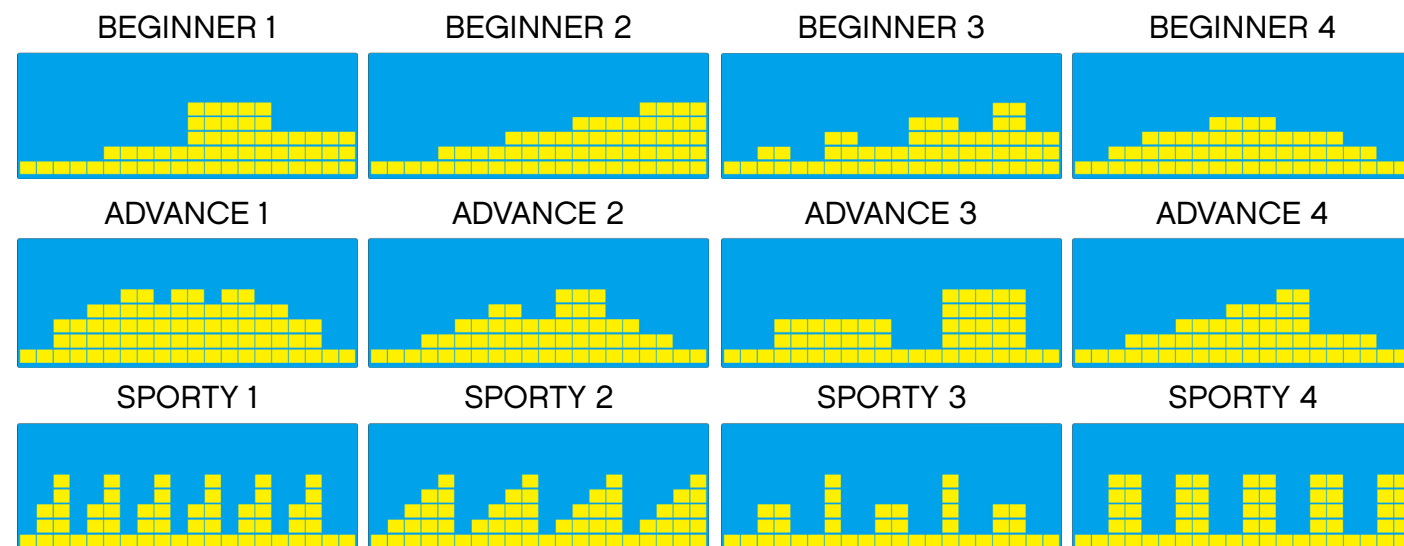 BEGINNER 1
BEGINNER 2
BEGINNER 3
BEGINNER 4
ADVANCE 1
ADVANCE 2
ADVANCE 3
ADVANCE 4
SPORTY 1
SPORTY 2
SPORTY 3
SPORTY 4